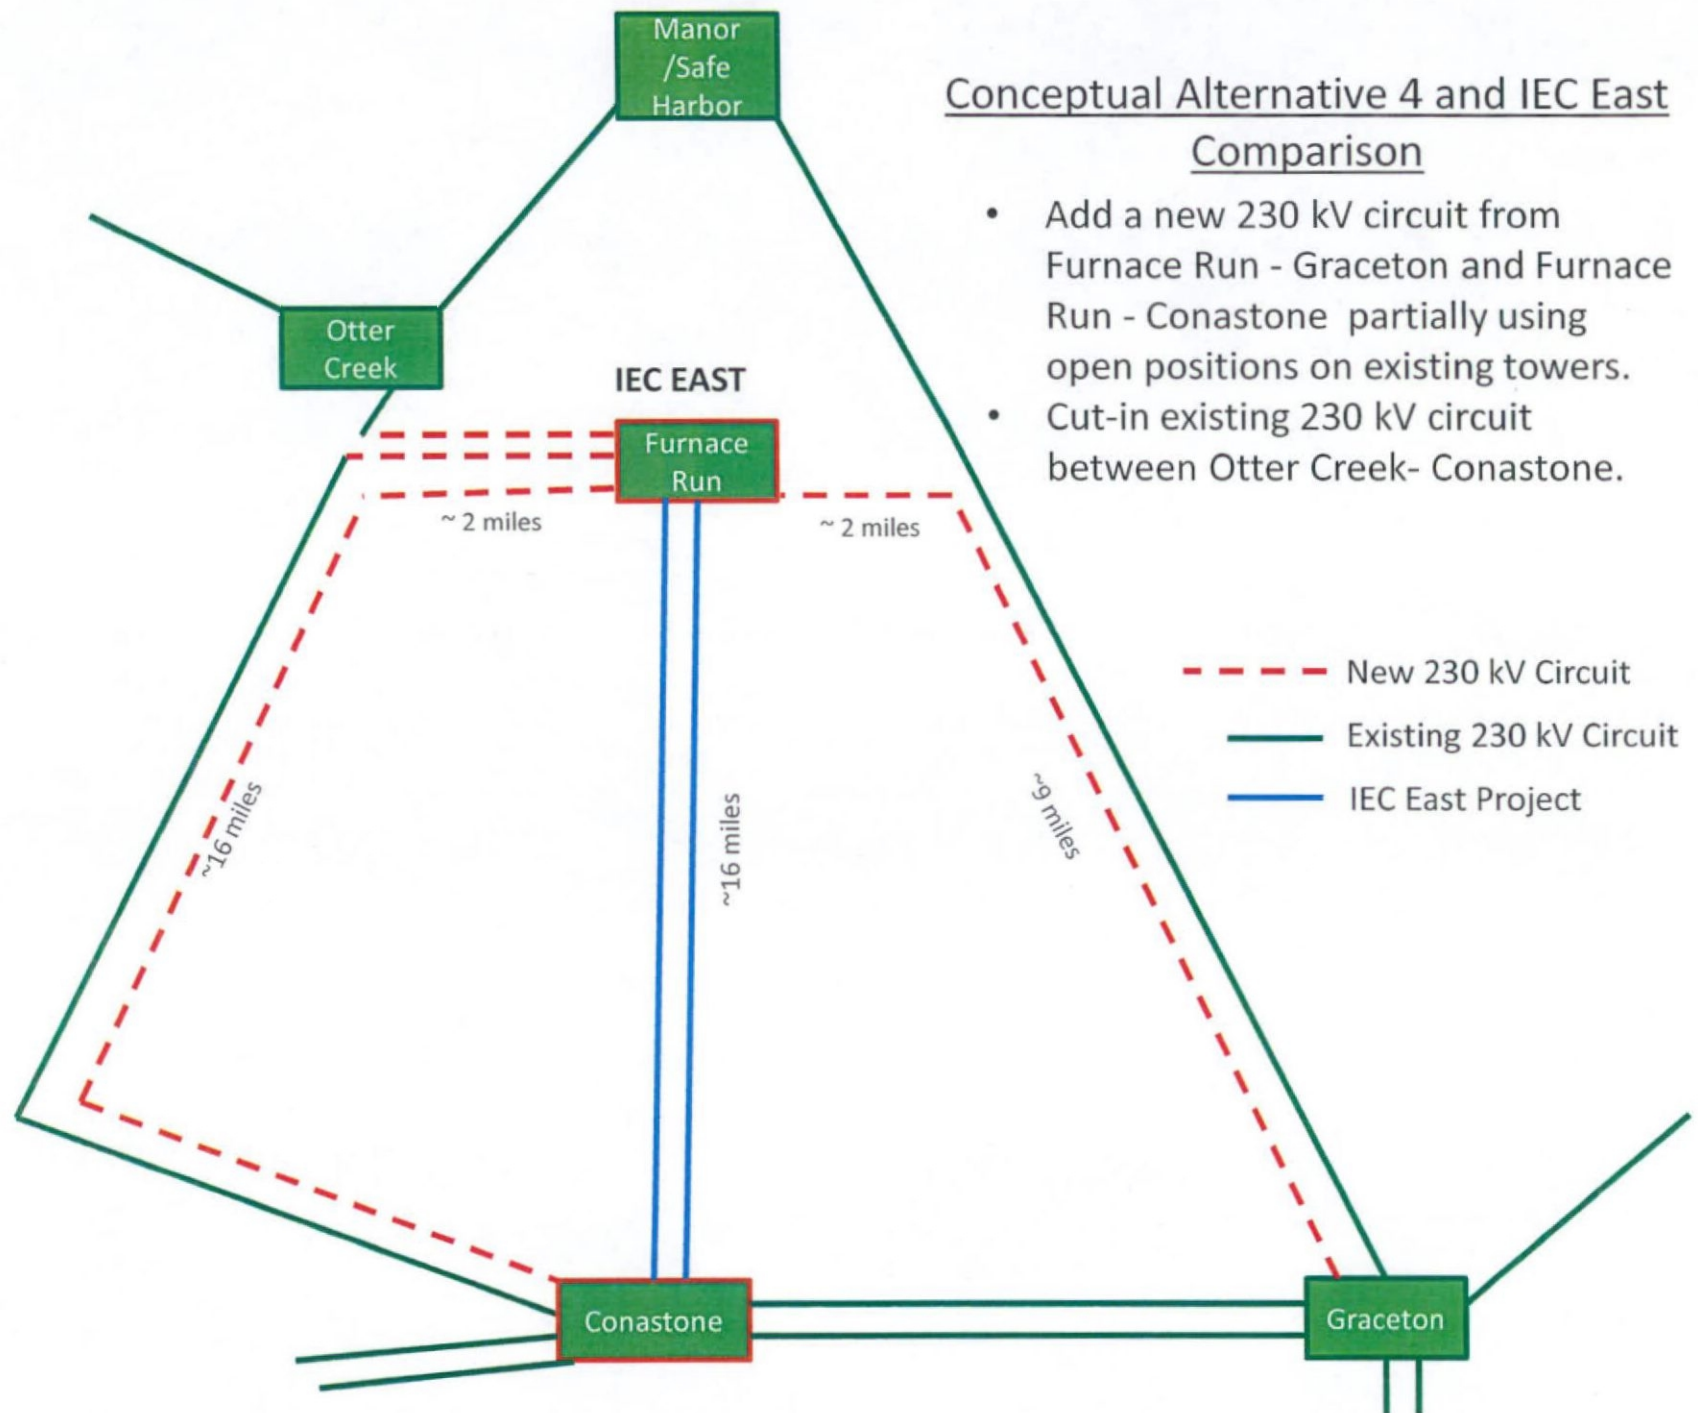 Manor
/Safe
Harbor
Conceptual Alternative 4 and IEC East
Comparison
• Add a new 230 kV circuit from
Furnace Run - Graceton and Furnace
Run - Conastone partially using
open positions on existing towers.
• Cut-in existing 230 kV circuit
between Otter Creek- Conastone.
Otter
Creek
IEC EAST
Furnace
Run
~ 2 miles
~ 2 miles
New 230 kV Circuit
Existing 230 kV Circuit
IEC East Project
~16 miles
~16 miles
~9 miles
Conastone
Graceton